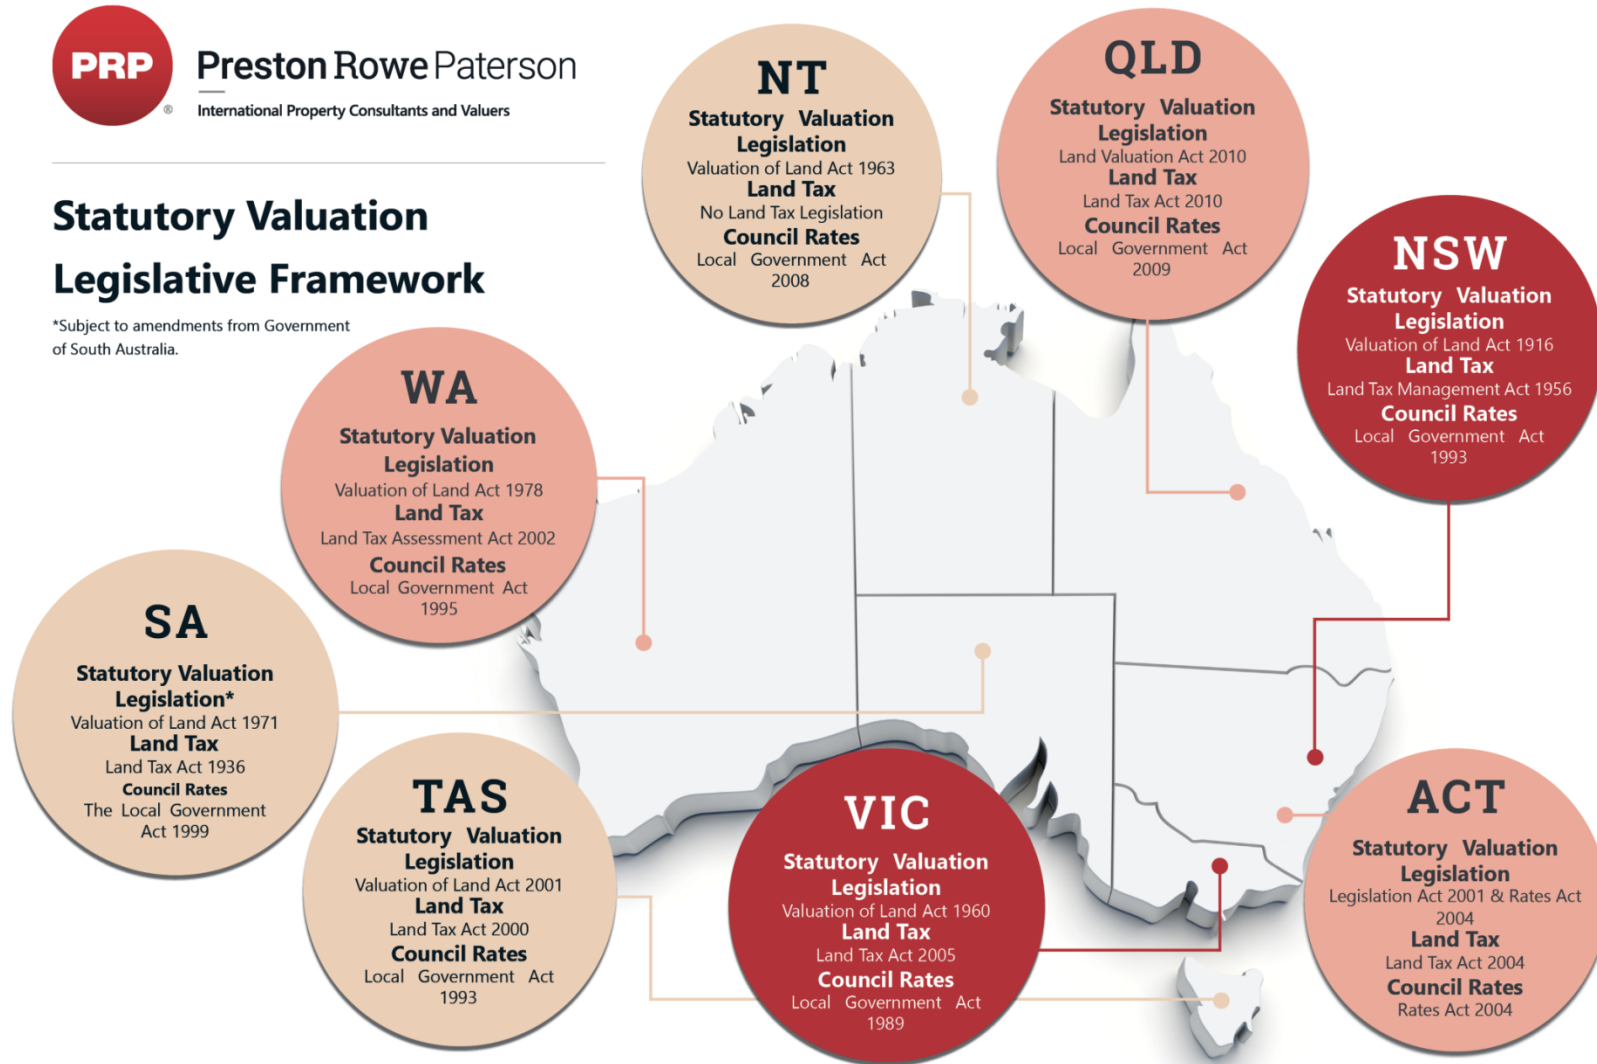 PRP
®
Preston Rowe Paterson
International Property Consultants and Valuers
Statutory Valuation
Legislative Framework
*Subject to amendments from Government
of South Australia.
NT
Statutory Valuation
Legislation
Valuation of Land Act 1963
Land Tax
No Land Tax Legislation
Council Rates
Local Government Act
2008
QLD
Statutory Valuation
Legislation
Land Valuation Act 2010
Land Tax
Land Tax Act 2010
Council Rates
Local Government Act
2009
NSW
Statutory Valuation
Legislation
Valuation of Land Act 1916
Land Tax
Land Tax Management Act 1956
Council Rates
Local Government Act
1993
WA
Statutory Valuation
Legislation
Valuation of Land Act 1978
Land Tax
Land Tax Assessment Act 2002
Council Rates
Local Government Act
1995
SA
Statutory Valuation
Legislation*
Valuation of Land Act 1971
Land Tax
Land Tax Act 1936
Council Rates
The Local Government
Act 1999
TAS
Statutory Valuation
Legislation
Valuation of Land Act 2001
Land Tax
Land Tax Act 2000
Council Rates
Local Government Act
1993
VIC
Statutory Valuation
Legislation
Valuation of Land Act 1960
Land Tax
Land Tax Act 2005
Council Rates
Local Government Act
1989
ACT
Statutory Valuation
Legislation
Legislation Act 2001 & Rates Act
2004
Land Tax
Land Tax Act 2004
Council Rates
Rates Act 2004